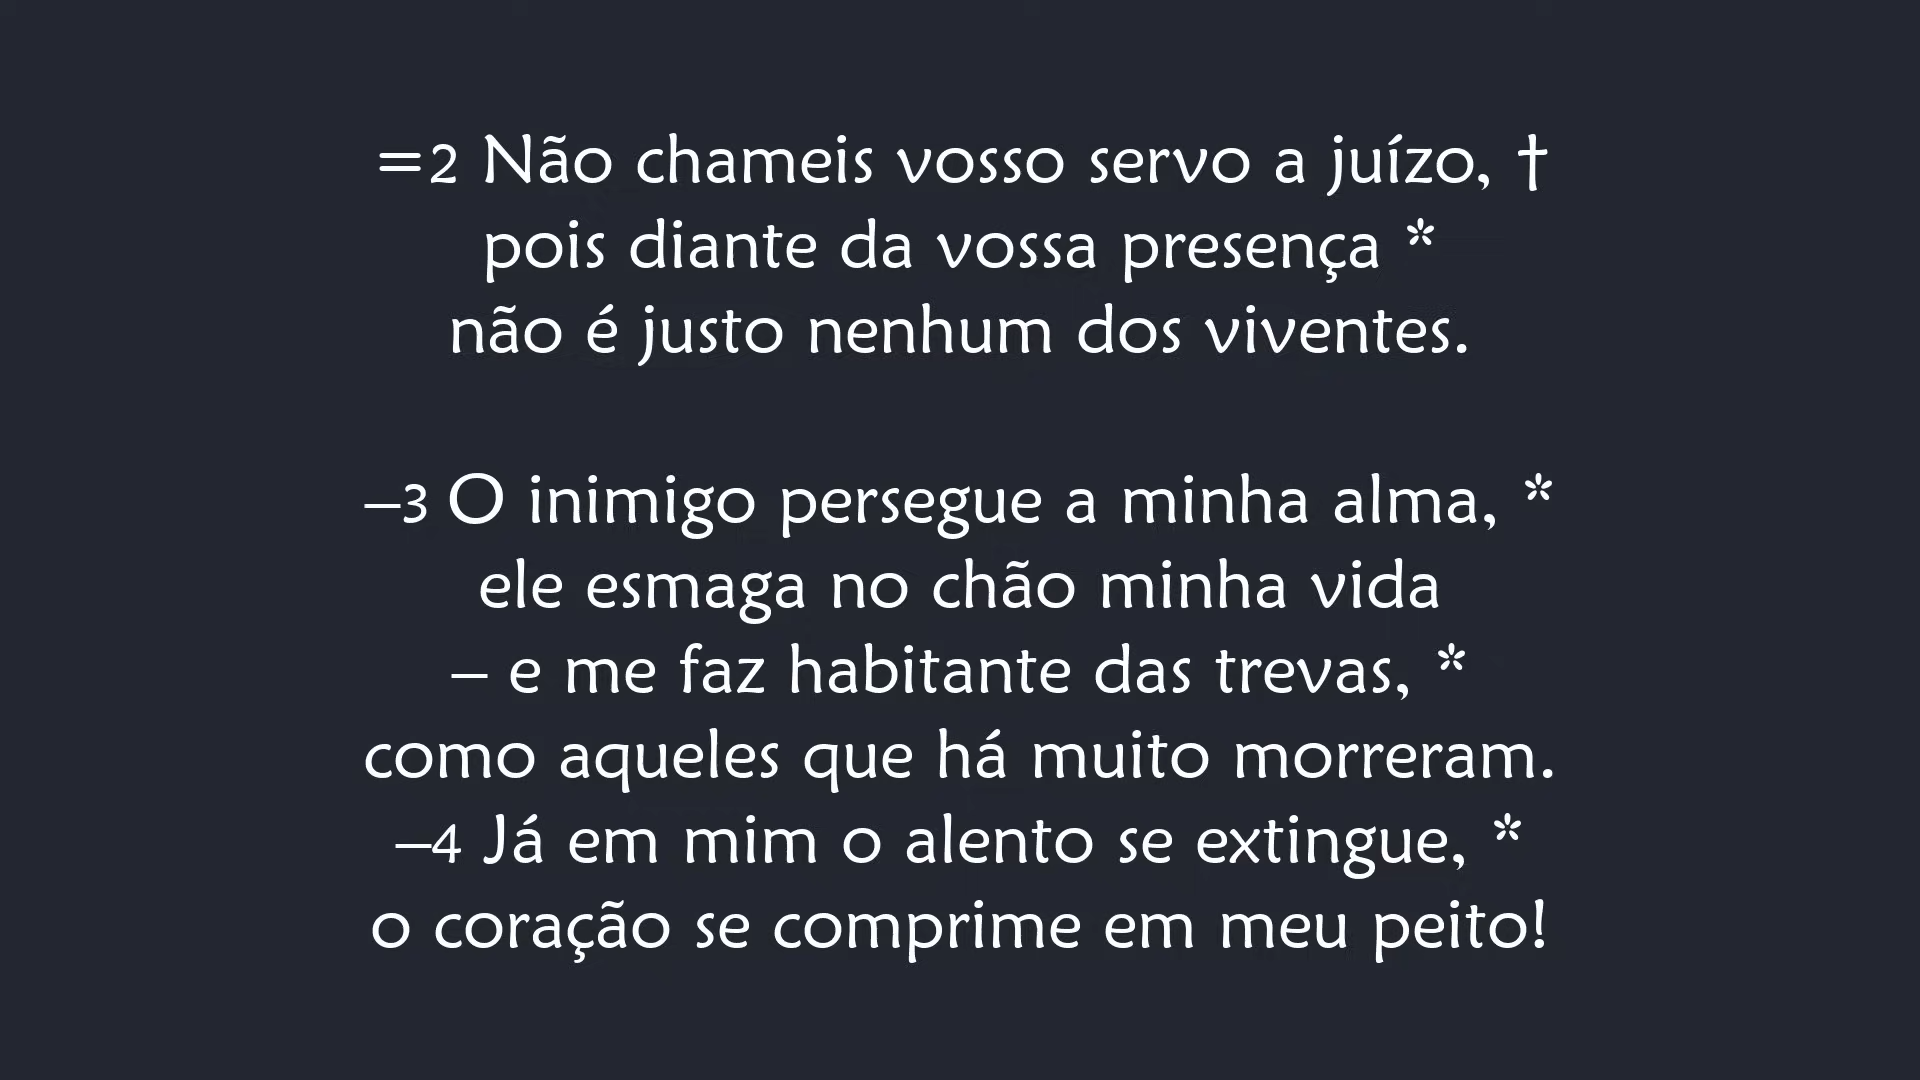 =2 Não chameis vosso servo a juízo, †
pois diante da vossa presença *
não é justo nenhum dos viventes.
–3 O inimigo persegue a minha alma, *
ele esmaga no chão minha vida
– e me faz habitante das trevas, *
como aqueles que há muito morreram.
–4 Já em mim o alento se extingue, *
o coração se comprime em meu peito!